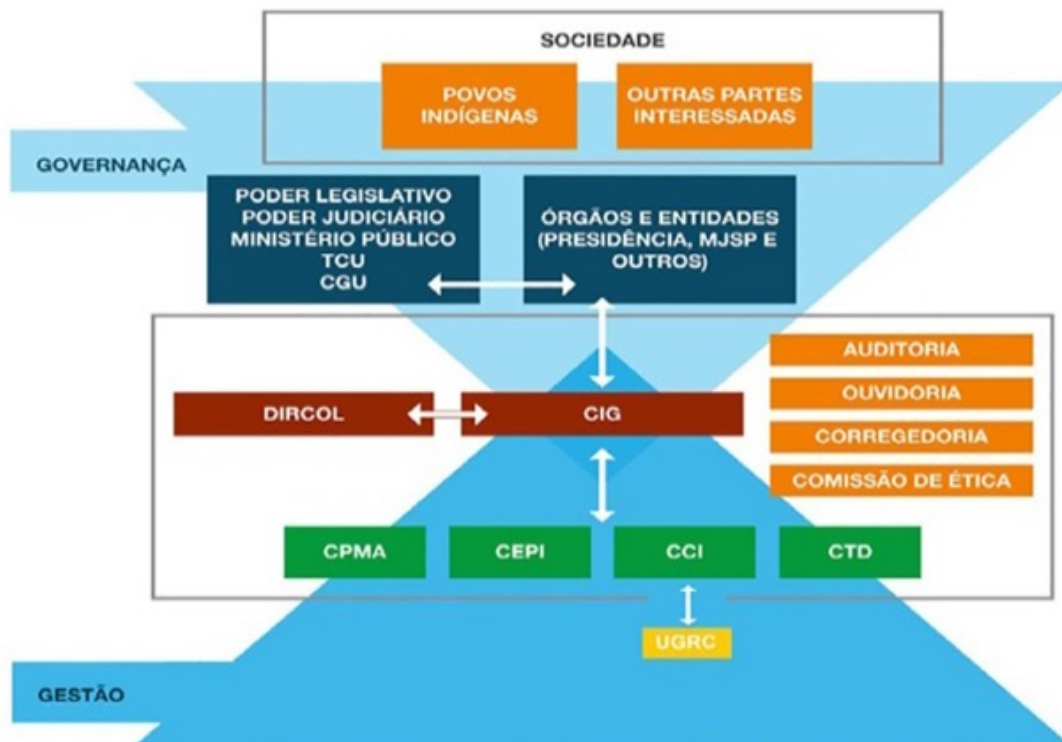 SOCIEDADE
POVOS
INDÍGENAS
OUTRAS PARTES
INTERESSADAS
GOVERNANÇA
PODER LEGISLATIVO
PODER JUDICIÁRIO
MINISTÉRIO PÚBLICO
TCU
CGU
ÓRGÃOS E ENTIDADES
(PRESIDÊNCIA, MJSP E
OUTROS)
AUDITORIA
OUVIDORIA
CORREGEDORIA
COMISSÃO DE ÉTICA
DIRCOL
CIG
CPMA
CEPI
CCI
CTD
UGRC
GESTÃO